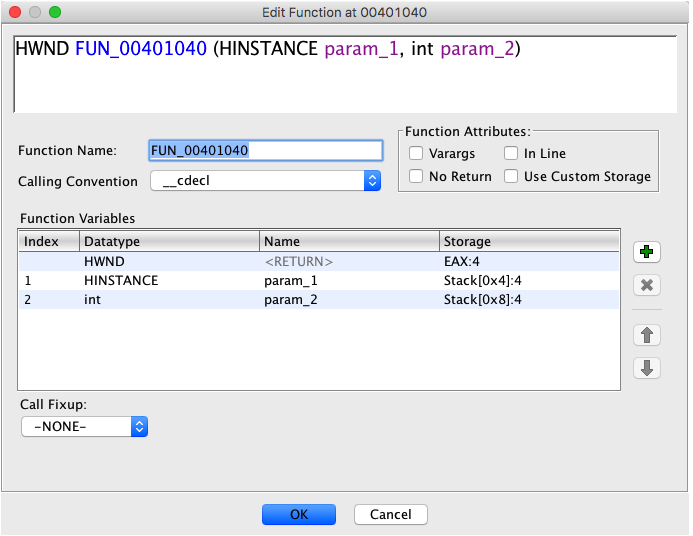 Edit Function at 00401040
HWND FUN_00401040 (HINSTANCE param_1, int param_2)
Function Name: FUN_00401040
Calling Convention __cdecl
Function Attributes:
Varargs In Line
No Return Use Custom Storage
Function Variables
Index Datatype Name Storage
HWND <RETURN> EAX:4
1 HINSTANCE param_1 Stack[0x4]:4
2 int param_2 Stack[0x8]:4
Call Fixup:
-NONE-
OK Cancel